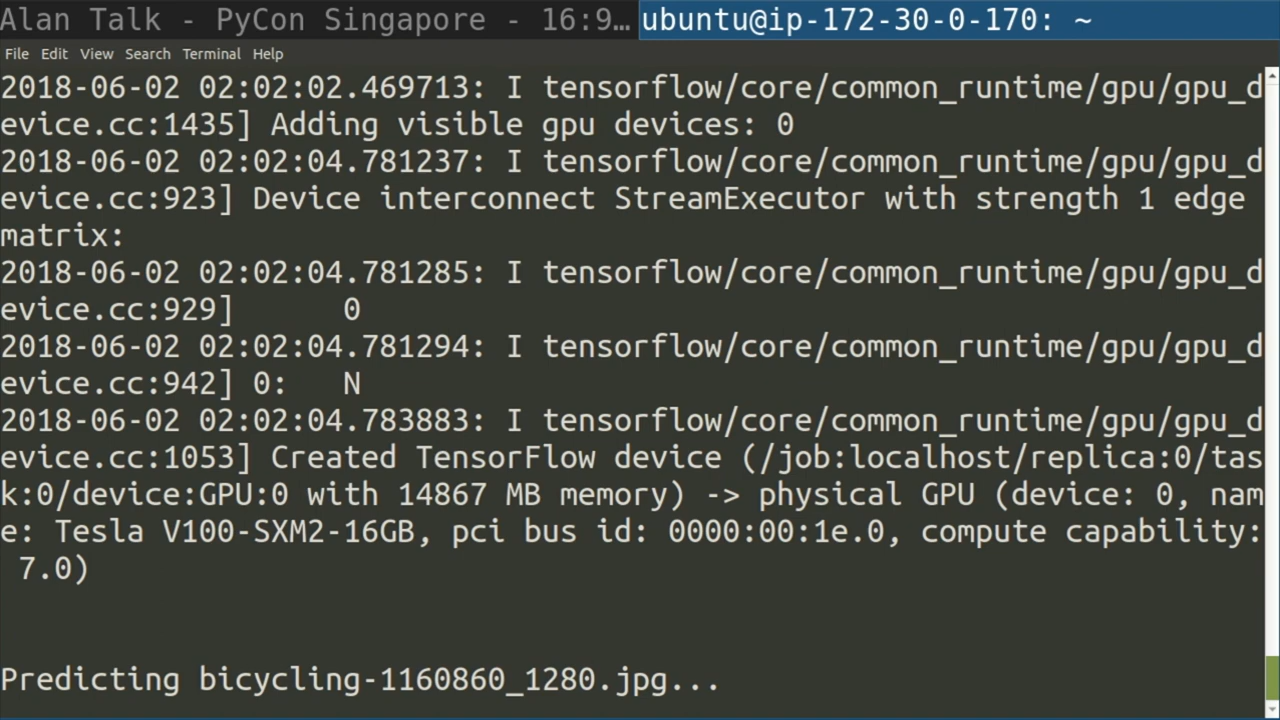 Alan Talk - PyCon Singapore - 16:9…
ubuntu@ip-172-30-0-170: ~
File Edit View Search Terminal Help
2018-06-02 02:02:02.469713: I tensorflow/core/common_runtime/gpu/gpu_d
evice.cc:1435] Adding visible gpu devices: 0
2018-06-02 02:02:04.781237: I tensorflow/core/common_runtime/gpu/gpu_d
evice.cc:923] Device interconnect StreamExecutor with strength 1 edge
matrix:
2018-06-02 02:02:04.781285: I tensorflow/core/common_runtime/gpu/gpu_d
evice.cc:929]      0
2018-06-02 02:02:04.781294: I tensorflow/core/common_runtime/gpu/gpu_d
evice.cc:942] 0:   N
2018-06-02 02:02:04.783883: I tensorflow/core/common_runtime/gpu/gpu_d
evice.cc:1053] Created TensorFlow device (/job:localhost/replica:0/tas
k:0/device:GPU:0 with 14867 MB memory) -> physical GPU (device: 0, nam
e: Tesla V100-SXM2-16GB, pci bus id: 0000:00:1e.0, compute capability:
 7.0)
Predicting bicycling-1160860_1280.jpg...